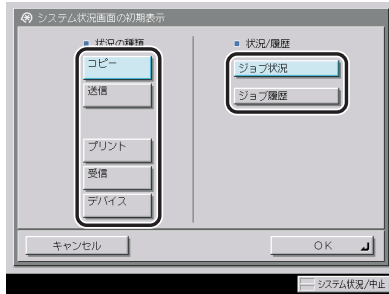 システム状況画面の初期表示
状況の種類
状況/履歴
コピー
送信
プリント
受信
デバイス
ジョブ状況
ジョブ履歴
キャンセル
OK
システム状況/中止